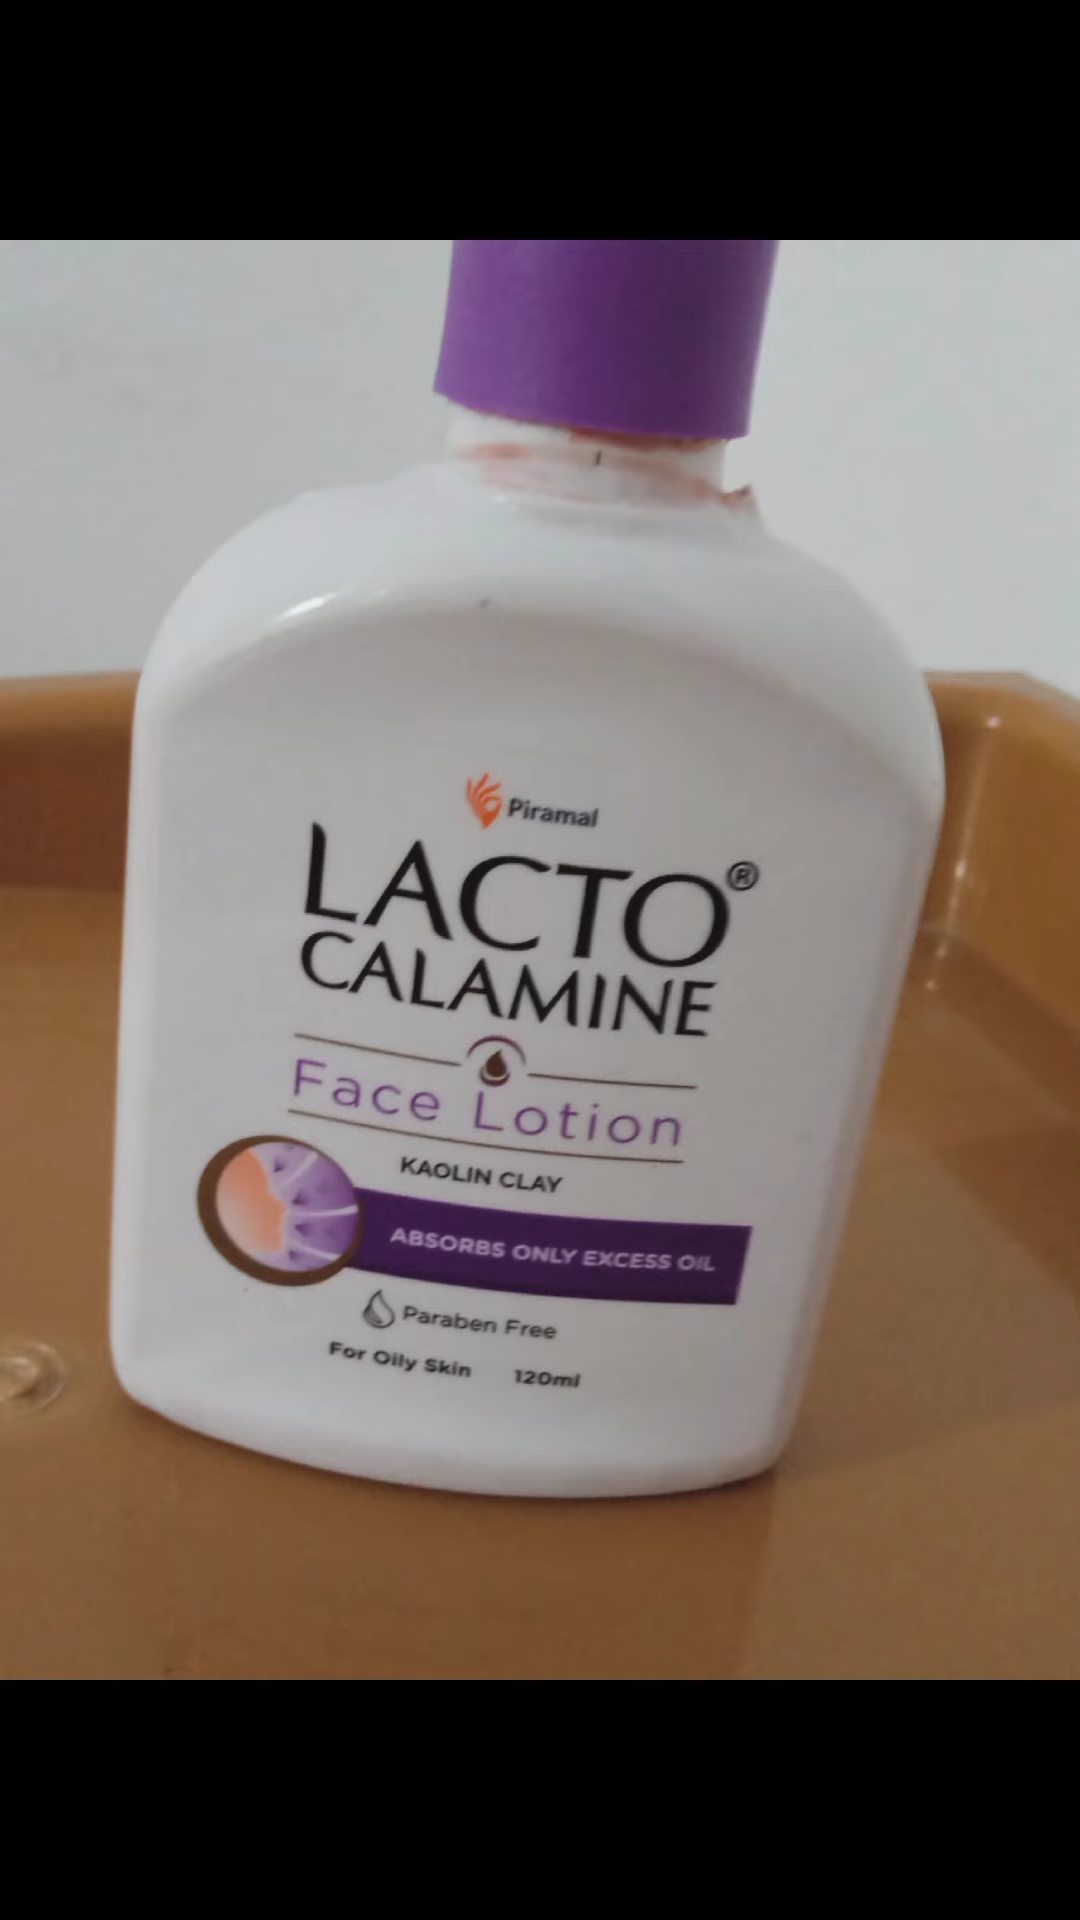 Piramal
LACTO®
CALAMINE
Face Lotion
KAOLIN CLAY
ABSORBS ONLY EXCESS OIL
Paraben Free
For Oily Skin 120ml